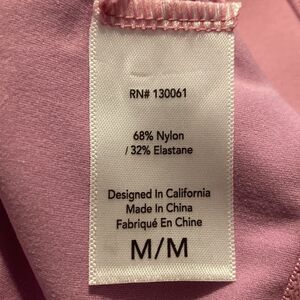 RN# 130061
68% Nylon
/ 32% Elastane
Designed In California
Made In China
Fabriqué En Chine
M/M